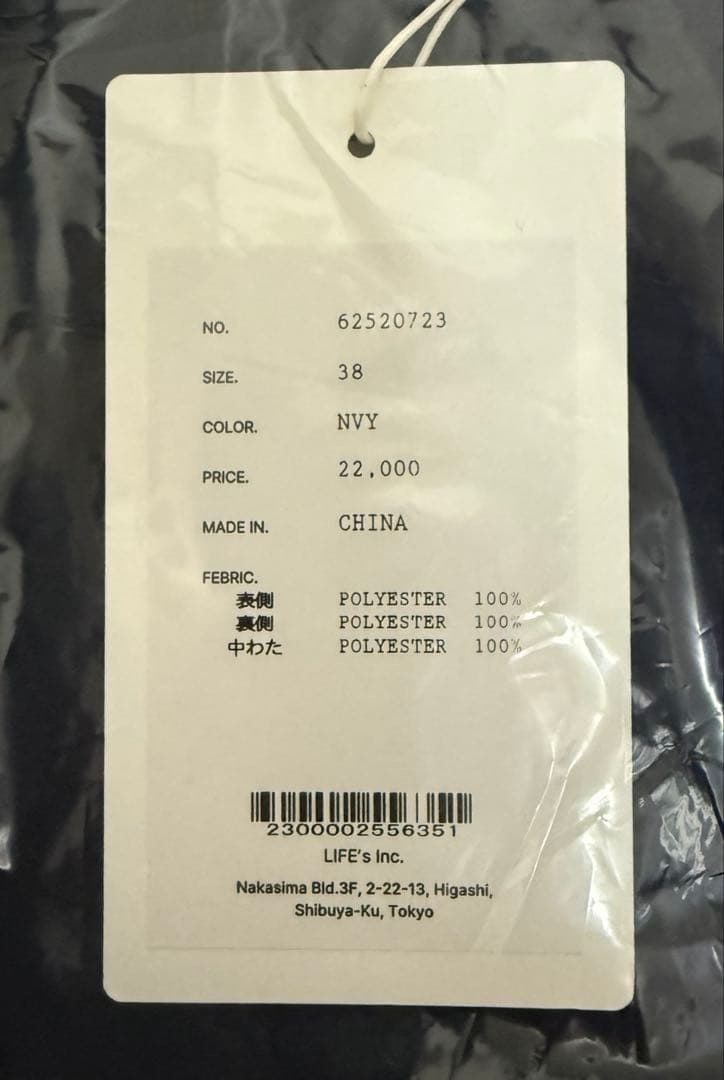 NO. 62520723
SIZE. 38
COLOR. NVY
PRICE. 22,000
MADE IN. CHINA
FEBRIC.
表側 POLYESTER 100%
裏側 POLYESTER 100%
中わた POLYESTER 100%
2300002556351
LIFE's Inc.
Nakasima Bld.3F, 2-22-13, Higashi,
Shibuya-Ku, Tokyo